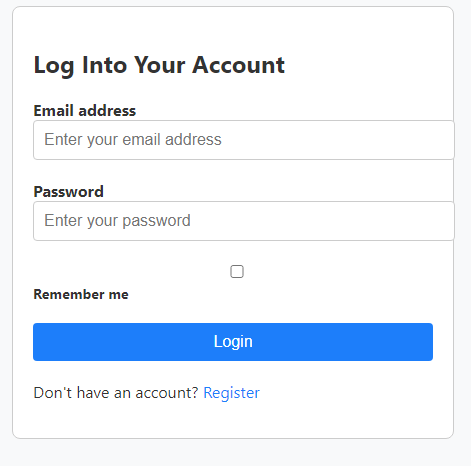 Log Into Your Account
Email address
Enter your email address
Password
Enter your password
Remember me
Login
Don't have an account? Register